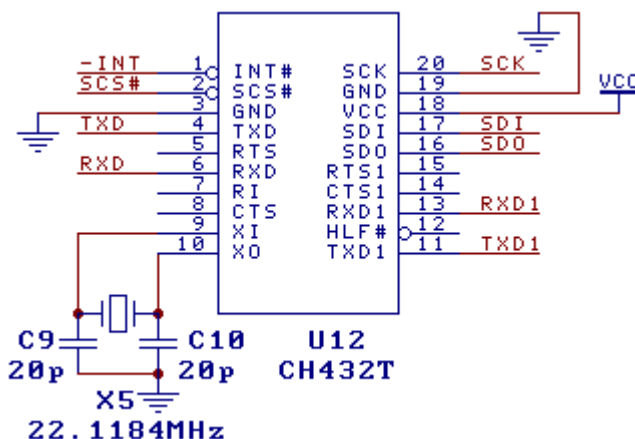 -INT 1 INT# SCK 20 SCK
SCS# 2 SCS# GND 19
3 GND VCC 18 VCC
TXD 4 TXD SDI 17 SDI
5 RTS SDO 16 SDO
RXD 6 RXD RTS1 15
7 RI CTS1 14
8 CTS RXD1 13 RXD1
9 XI HLF# 12
10 XO TXD1 11 TXD1
C9 C10 U12
20p 20p CH432T
X5
22.1184MHz